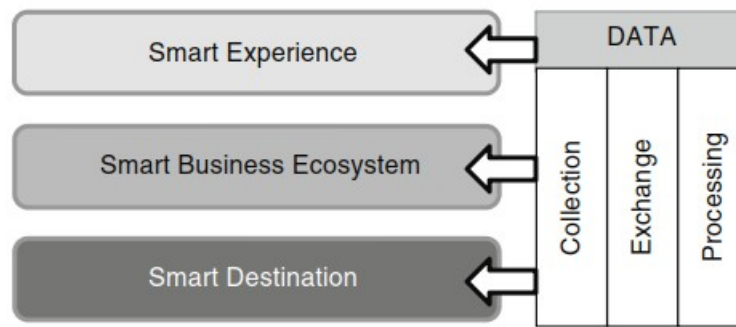 Smart Experience
DATA
Smart Business Ecosystem
Smart Destination
Collection
Exchange
Processing